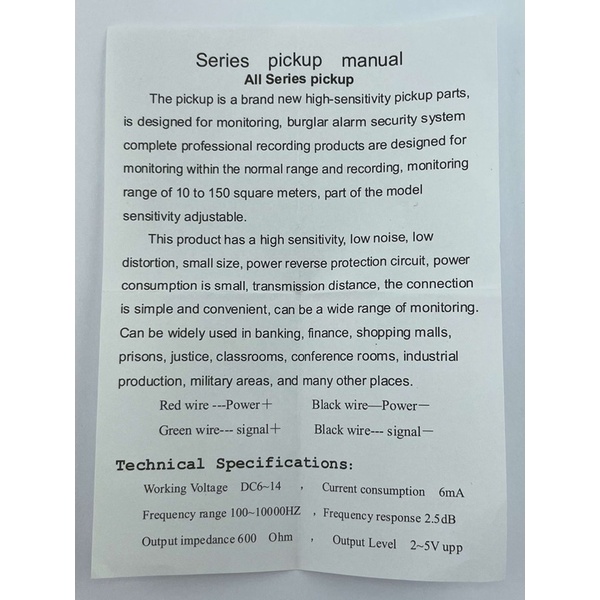 Series pickup manual
All Series pickup
The pickup is a brand new high-sensitivity pickup parts,
is designed for monitoring, burglar alarm security system
complete professional recording products are designed for
monitoring within the normal range and recording, monitoring
range of 10 to 150 square meters, part of the model
sensitivity adjustable.
This product has a high sensitivity, low noise, low
distortion, small size, power reverse protection circuit, power
consumption is small, transmission distance, the connection
is simple and convenient, can be a wide range of monitoring.
Can be widely used in banking, finance, shopping malls,
prisons, justice, classrooms, conference rooms, industrial
production, military areas, and many other places.
Red wire ---Power＋ Black wire—Power－
Green wire--- signal＋ Black wire--- signal－
Technical Specifications:
Working Voltage DC6~14 , Current consumption 6mA
Frequency range 100~10000HZ , Frequency response 2.5dB
Output impedance 600 Ohm , Output Level 2~5V upp